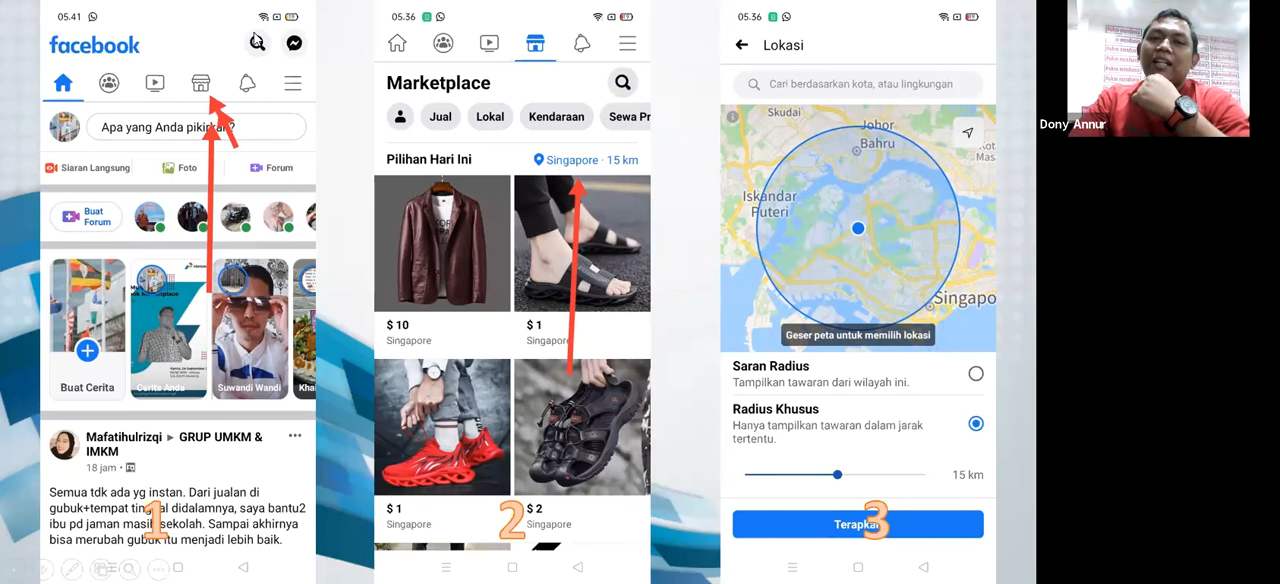 05.41
facebook
Apa yang Anda pikirkan?
Siaran Langsung
Foto
Forum
Buat
Forum
Buat Cerita
Cerita Anda
Suwandi Wandi
Mafatihulrizqi ▸ GRUP UMKM &
IMKM
18 jam
Semua tdk ada yg instan. Dari jualan di
gubuk+tempat tinggal didalamnya, saya bantu2
ibu pd jaman masih sekolah. Sampai akhirnya
bisa merubah gubuk itu menjadi lebih baik.
1
05.36
Marketplace
Jual
Lokal
Kendaraan
Sewa Pr
Pilihan Hari Ini
Singapore · 15 km
$ 10
Singapore
$ 1
Singapore
$ 1
Singapore
$ 2
Singapore
2
05.36
Lokasi
Cari berdasarkan kota, atau lingkungan
Skudai
Johor
Bahru
Iskandar
Puteri
Singapo
Geser peta untuk memilih lokasi
Saran Radius
Tampilkan tawaran dari wilayah ini.
Radius Khusus
Hanya tampilkan tawaran dalam jarak
tertentu.
15 km
Terapkan
3
Dony Annur